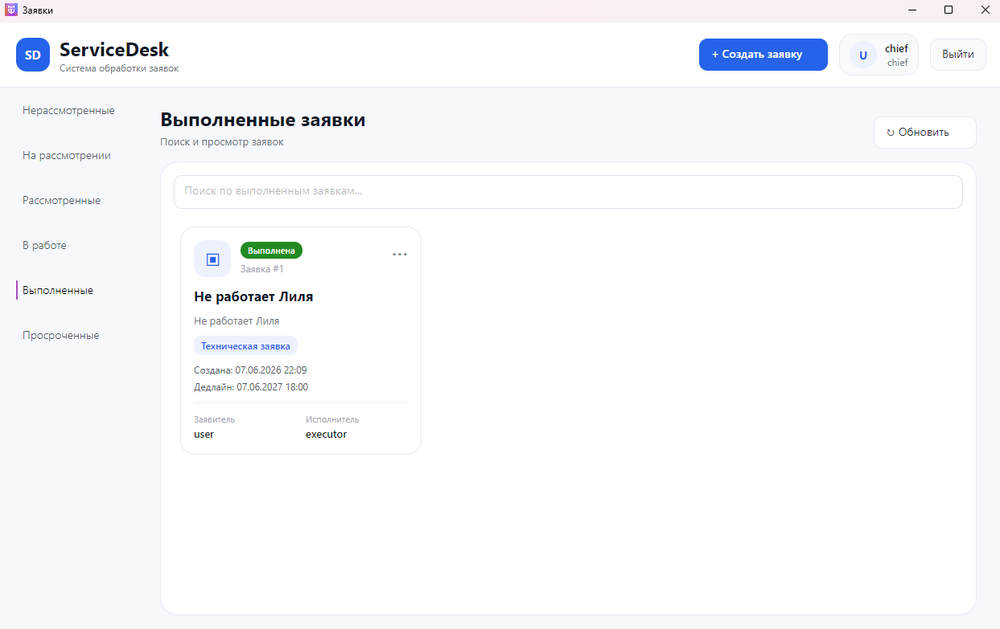 Заявки
SD
ServiceDesk
Система обработки заявок
+ Создать заявку
U
chief
chief
Выйти
Нерассмотренные
На рассмотрении
Рассмотренные
В работе
Выполненные
Просроченные
Выполненные заявки
Поиск и просмотр заявок
↻ Обновить
Поиск по выполненным заявкам...
Выполнена
Заявка #1
Не работает Лиля
Не работает Лиля
Техническая заявка
Создана: 07.06.2026 22:09
Дедлайн: 07.06.2027 18:00
Заявитель
user
Исполнитель
executor